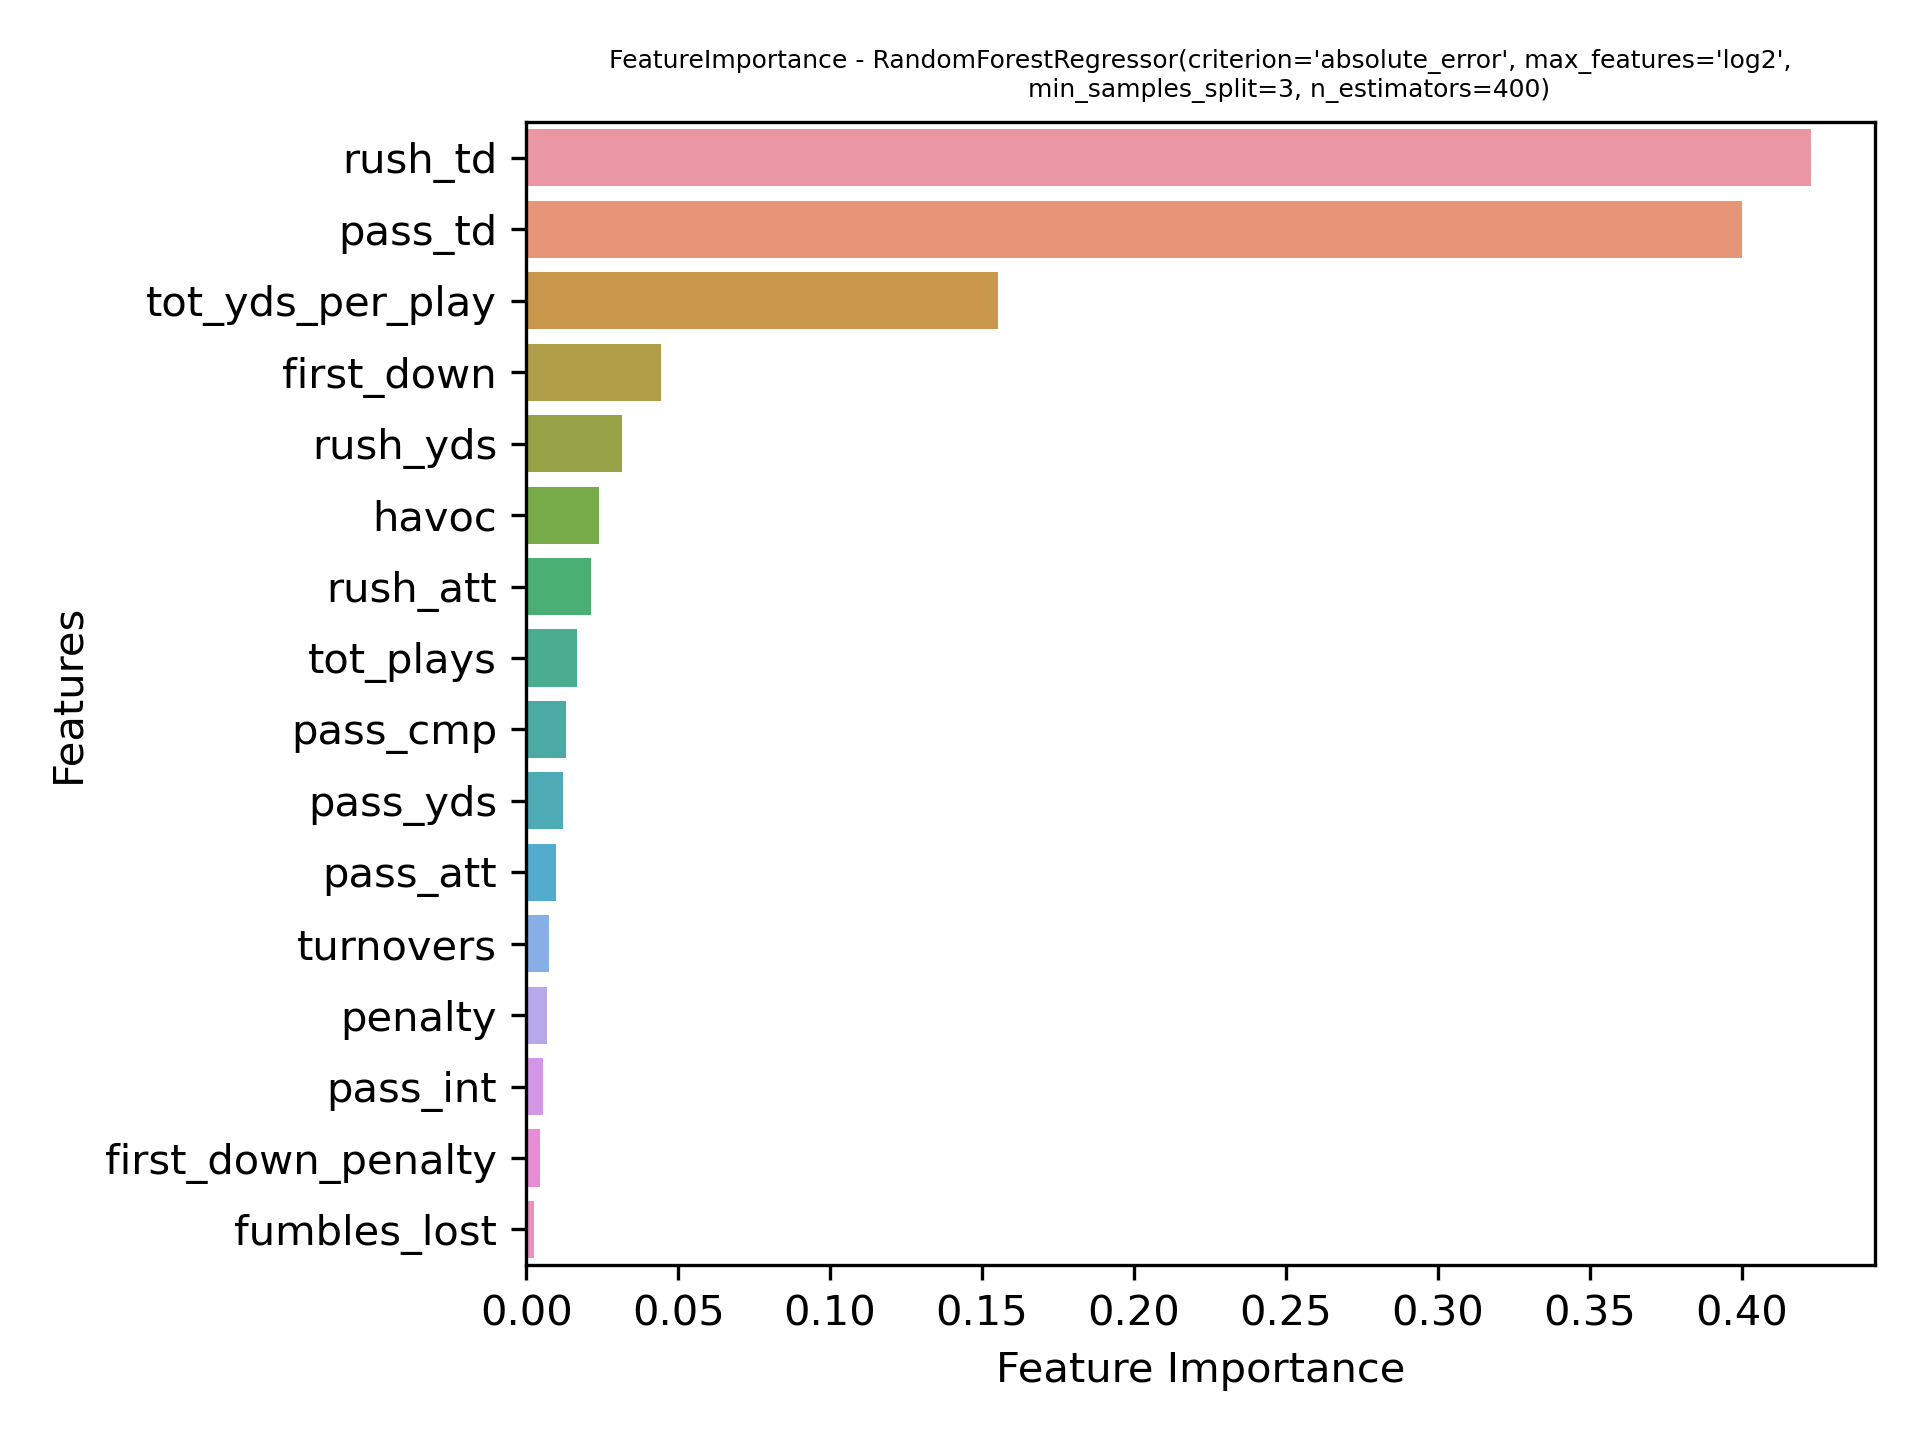 FeatureImportance - RandomForestRegressor(criterion='absolute_error', max_features='log2',
min_samples_split=3, n_estimators=400)
rush_td
pass_td
tot_yds_per_play
first_down
rush_yds
havoc
rush_att
tot_plays
pass_cmp
pass_yds
pass_att
turnovers
penalty
pass_int
first_down_penalty
fumbles_lost
Features
0.00 0.05 0.10 0.15 0.20 0.25 0.30 0.35 0.40
Feature Importance